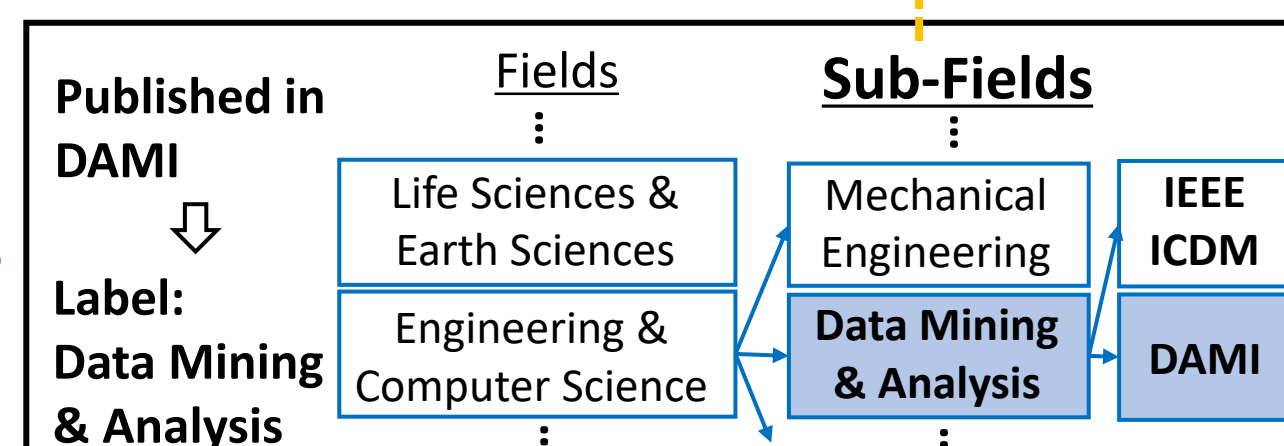 Published in
DAMI
Label:
Data Mining
& Analysis
Fields
Life Sciences &
Earth Sciences
Engineering &
Computer Science
Sub-Fields
Mechanical
Engineering
Data Mining
& Analysis
IEEE
ICDM
DAMI